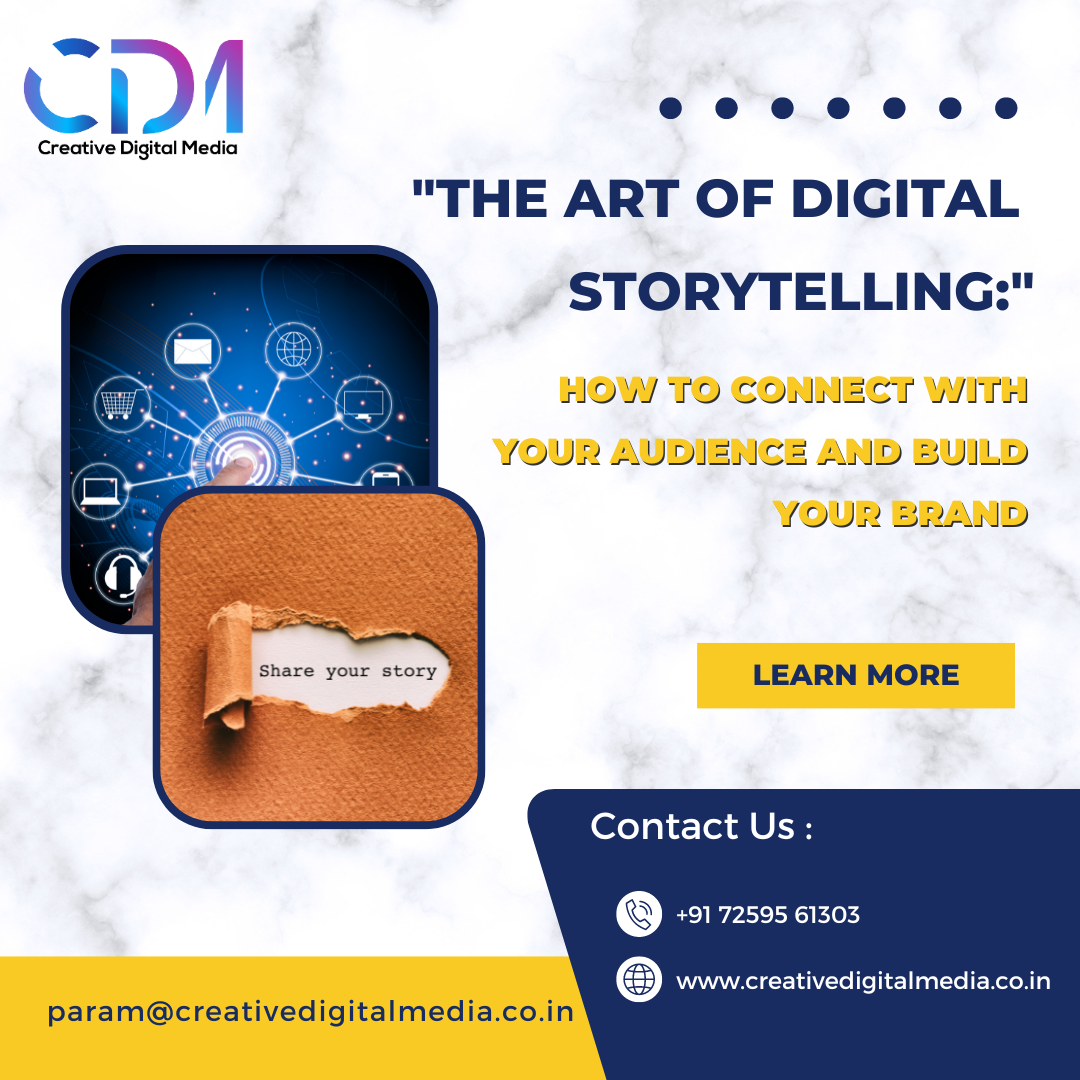 CDM
Creative Digital Media
"THE ART OF DIGITAL
STORYTELLING:"
HOW TO CONNECT WITH
YOUR AUDIENCE AND BUILD
YOUR BRAND
Share your story
LEARN MORE
Contact Us :
+91 72595 61303
www.creativedigitalmedia.co.in
param@creativedigitalmedia.co.in